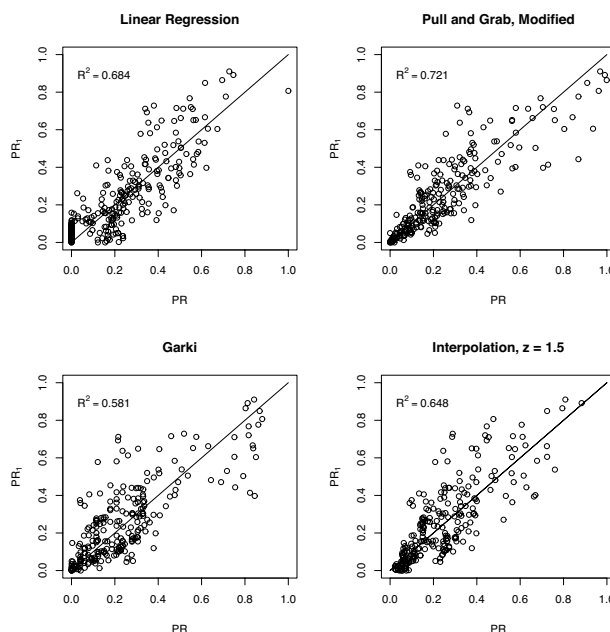 Linear Regression
R² = 0.684
PR₁
0.0 0.2 0.4 0.6 0.8 1.0
0.0 0.2 0.4 0.6 0.8 1.0
PR
Pull and Grab, Modified
R² = 0.721
PR₁
0.0 0.2 0.4 0.6 0.8 1.0
0.0 0.2 0.4 0.6 0.8 1.0
PR
Garki
R² = 0.581
PR₁
0.0 0.2 0.4 0.6 0.8 1.0
0.0 0.2 0.4 0.6 0.8 1.0
PR
Interpolation, z = 1.5
R² = 0.648
PR₁
0.0 0.2 0.4 0.6 0.8 1.0
0.0 0.2 0.4 0.6 0.8 1.0
PR